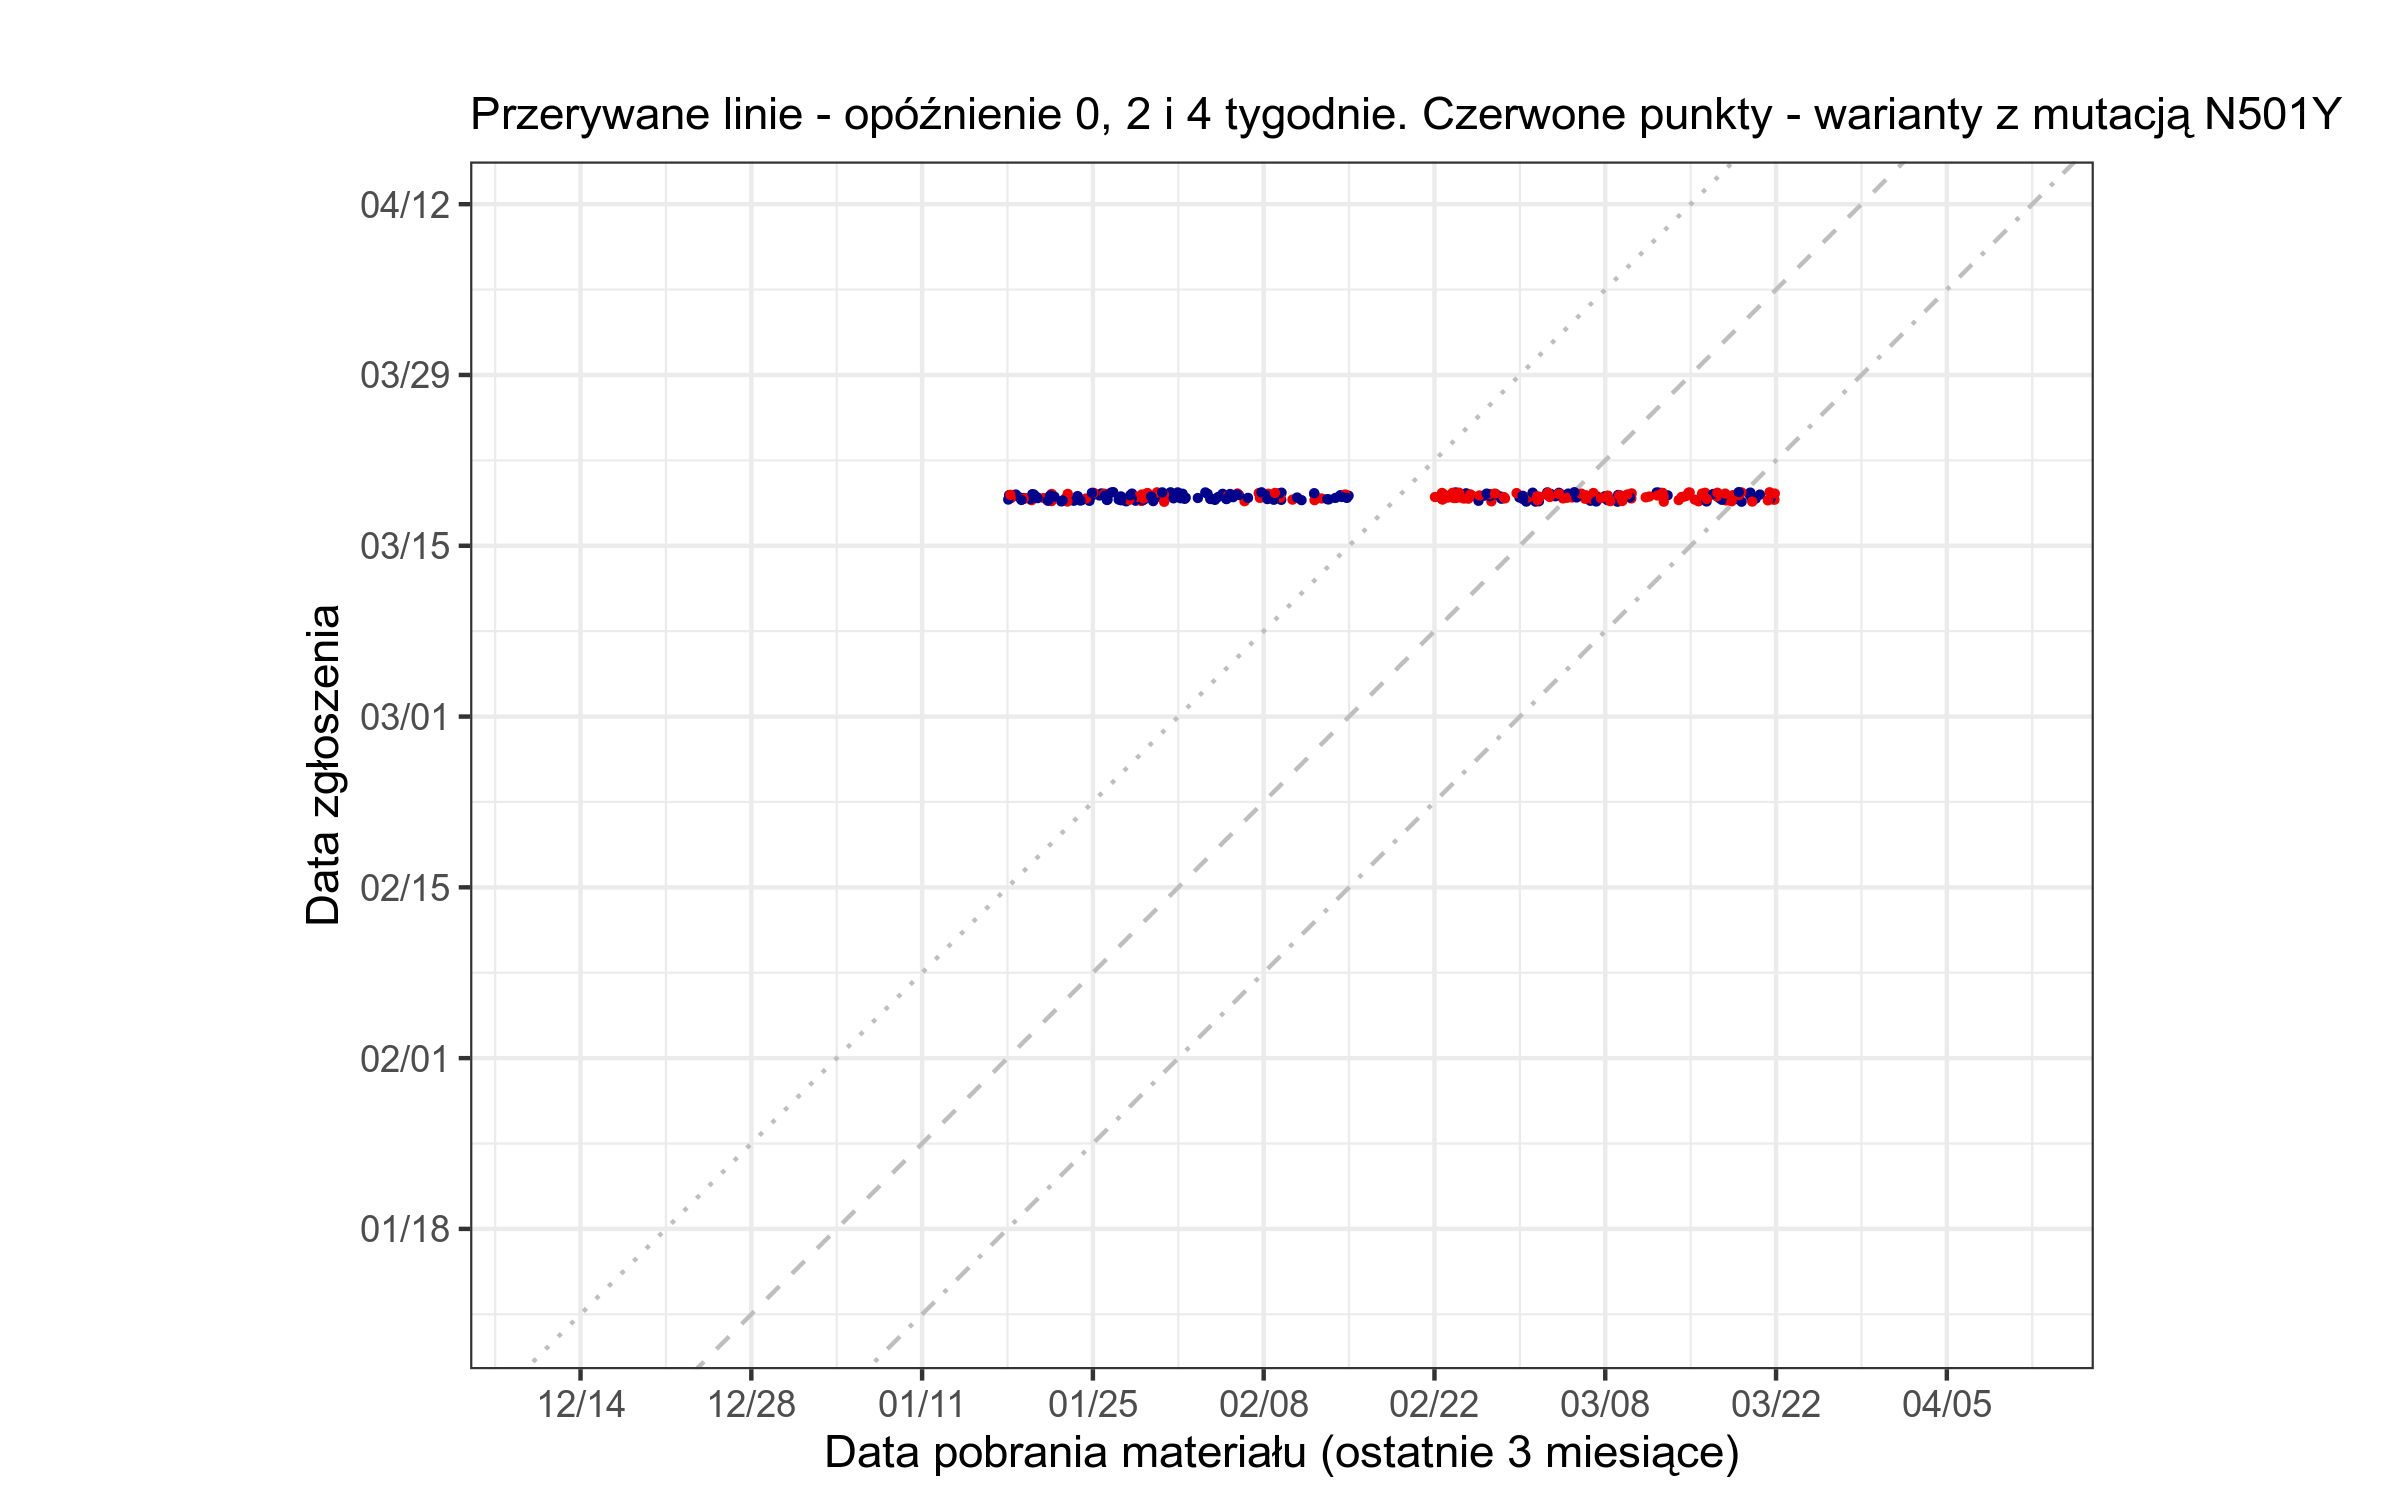 Przerywane linie - opóźnienie 0, 2 i 4 tygodnie. Czerwone punkty - warianty z mutacją N501Y
04/12
03/29
03/15
03/01
02/15
02/01
01/18
Data zgłoszenia
12/14 12/28 01/11 01/25 02/08 02/22 03/08 03/22 04/05
Data pobrania materiału (ostatnie 3 miesiące)